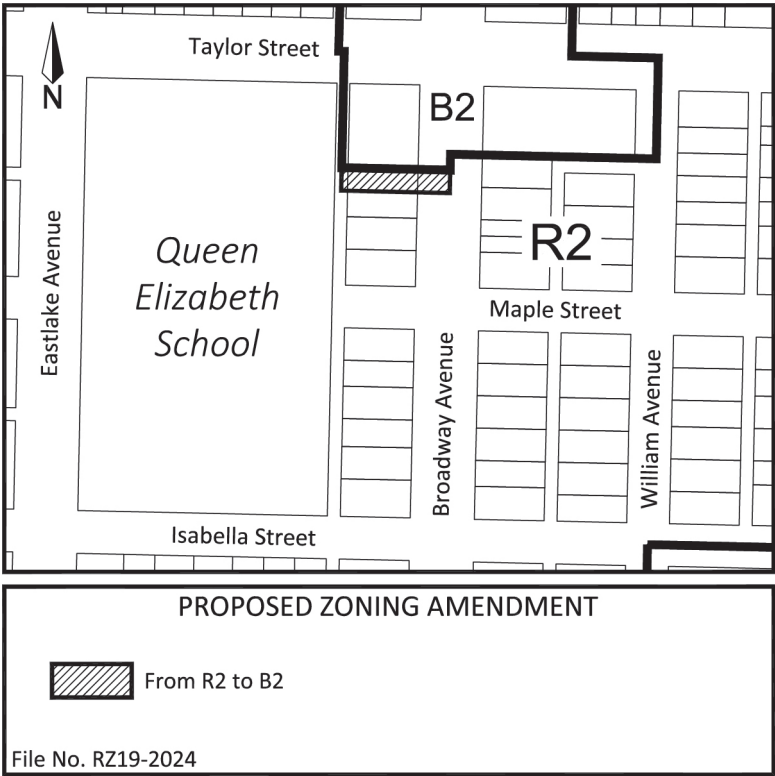 Taylor Street
N
B2
Eastlake Avenue
Queen
Elizabeth
School
R2
Maple Street
Broadway Avenue
William Avenue
Isabella Street
PROPOSED ZONING AMENDMENT
From R2 to B2
File No. RZ19-2024